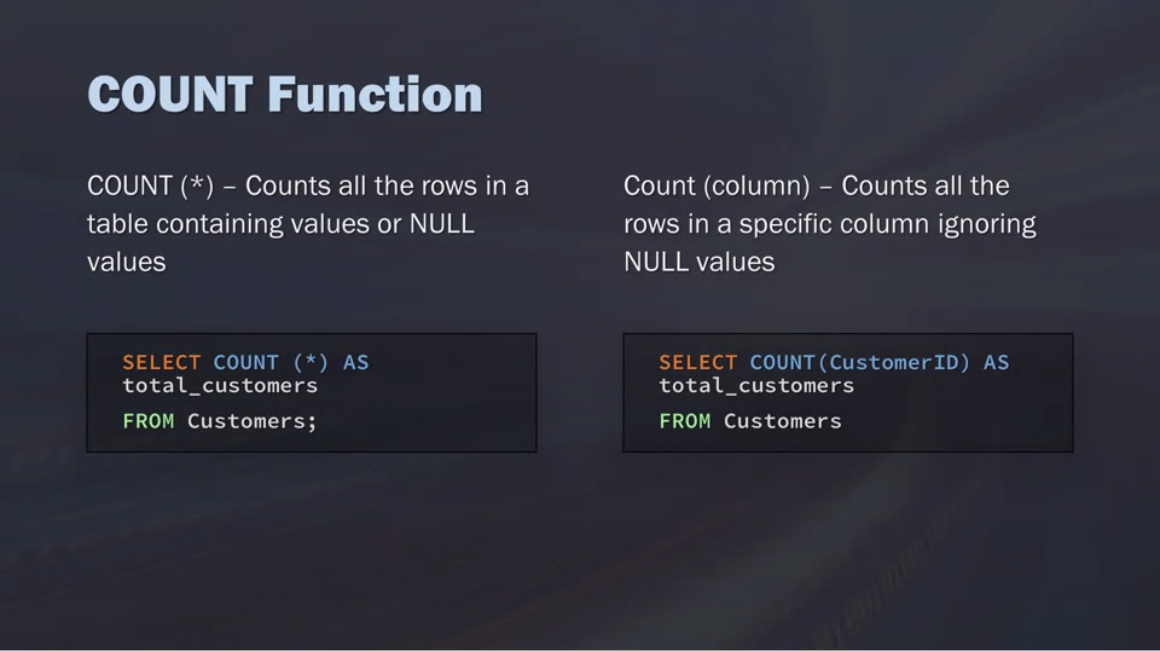 COUNT Function
COUNT (*) – Counts all the rows in a
table containing values or NULL
values
SELECT COUNT (*) AS
total_customers
FROM Customers;
Count (column) – Counts all the
rows in a specific column ignoring
NULL values
SELECT COUNT(CustomerID) AS
total_customers
FROM Customers